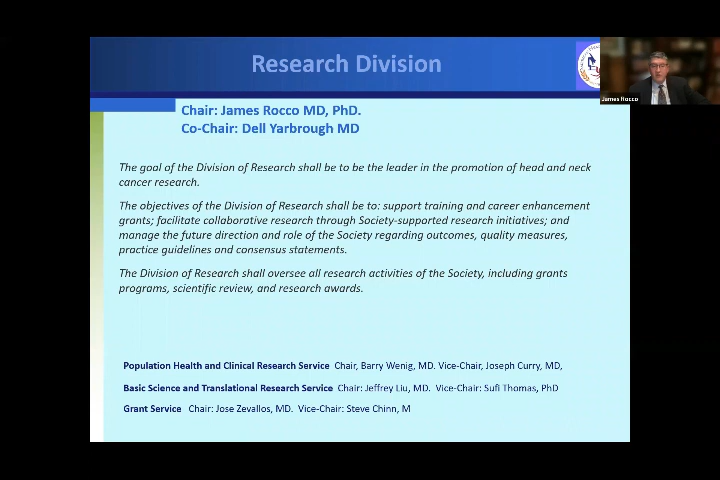 Research Division
James Rocco
Chair: James Rocco MD, PhD.
Co-Chair: Dell Yarbrough MD
The goal of the Division of Research shall be to be the leader in the promotion of head and neck
cancer research.
The objectives of the Division of Research shall be to: support training and career enhancement
grants; facilitate collaborative research through Society-supported research initiatives; and
manage the future direction and role of the Society regarding outcomes, quality measures,
practice guidelines and consensus statements.
The Division of Research shall oversee all research activities of the Society, including grants
programs, scientific review, and research awards.
Population Health and Clinical Research Service Chair, Barry Wenig, MD. Vice-Chair, Joseph Curry, MD,
Basic Science and Translational Research Service Chair: Jeffrey Liu, MD. Vice-Chair: Sufi Thomas, PhD
Grant Service Chair: Jose Zevallos, MD. Vice-Chair: Steve Chinn, M